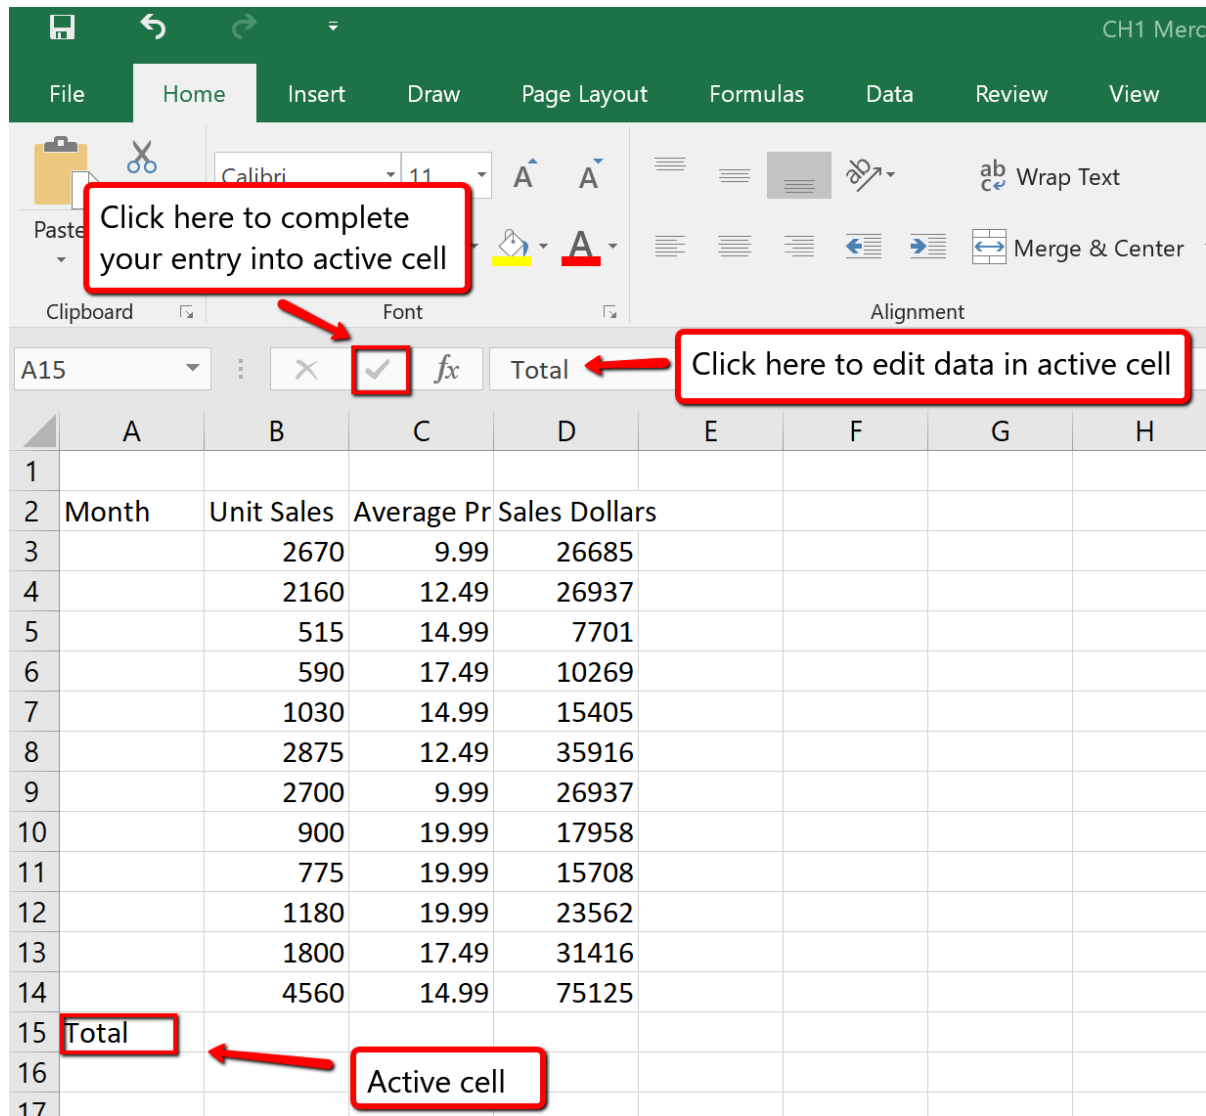 CH1 Merc
File Home Insert Draw Page Layout Formulas Data Review View
Calibri 11 A A ab c Wrap Text
Paste A Merge & Center
Click here to complete
your entry into active cell
Clipboard Font Alignment
A15 fx Total Click here to edit data in active cell
A B C D E F G H
1
2 Month Unit Sales Average Pr Sales Dollars
3 2670 9.99 26685
4 2160 12.49 26937
5 515 14.99 7701
6 590 17.49 10269
7 1030 14.99 15405
8 2875 12.49 35916
9 2700 9.99 26937
10 900 19.99 17958
11 775 19.99 15708
12 1180 19.99 23562
13 1800 17.49 31416
14 4560 14.99 75125
15 Total
16 Active cell
17